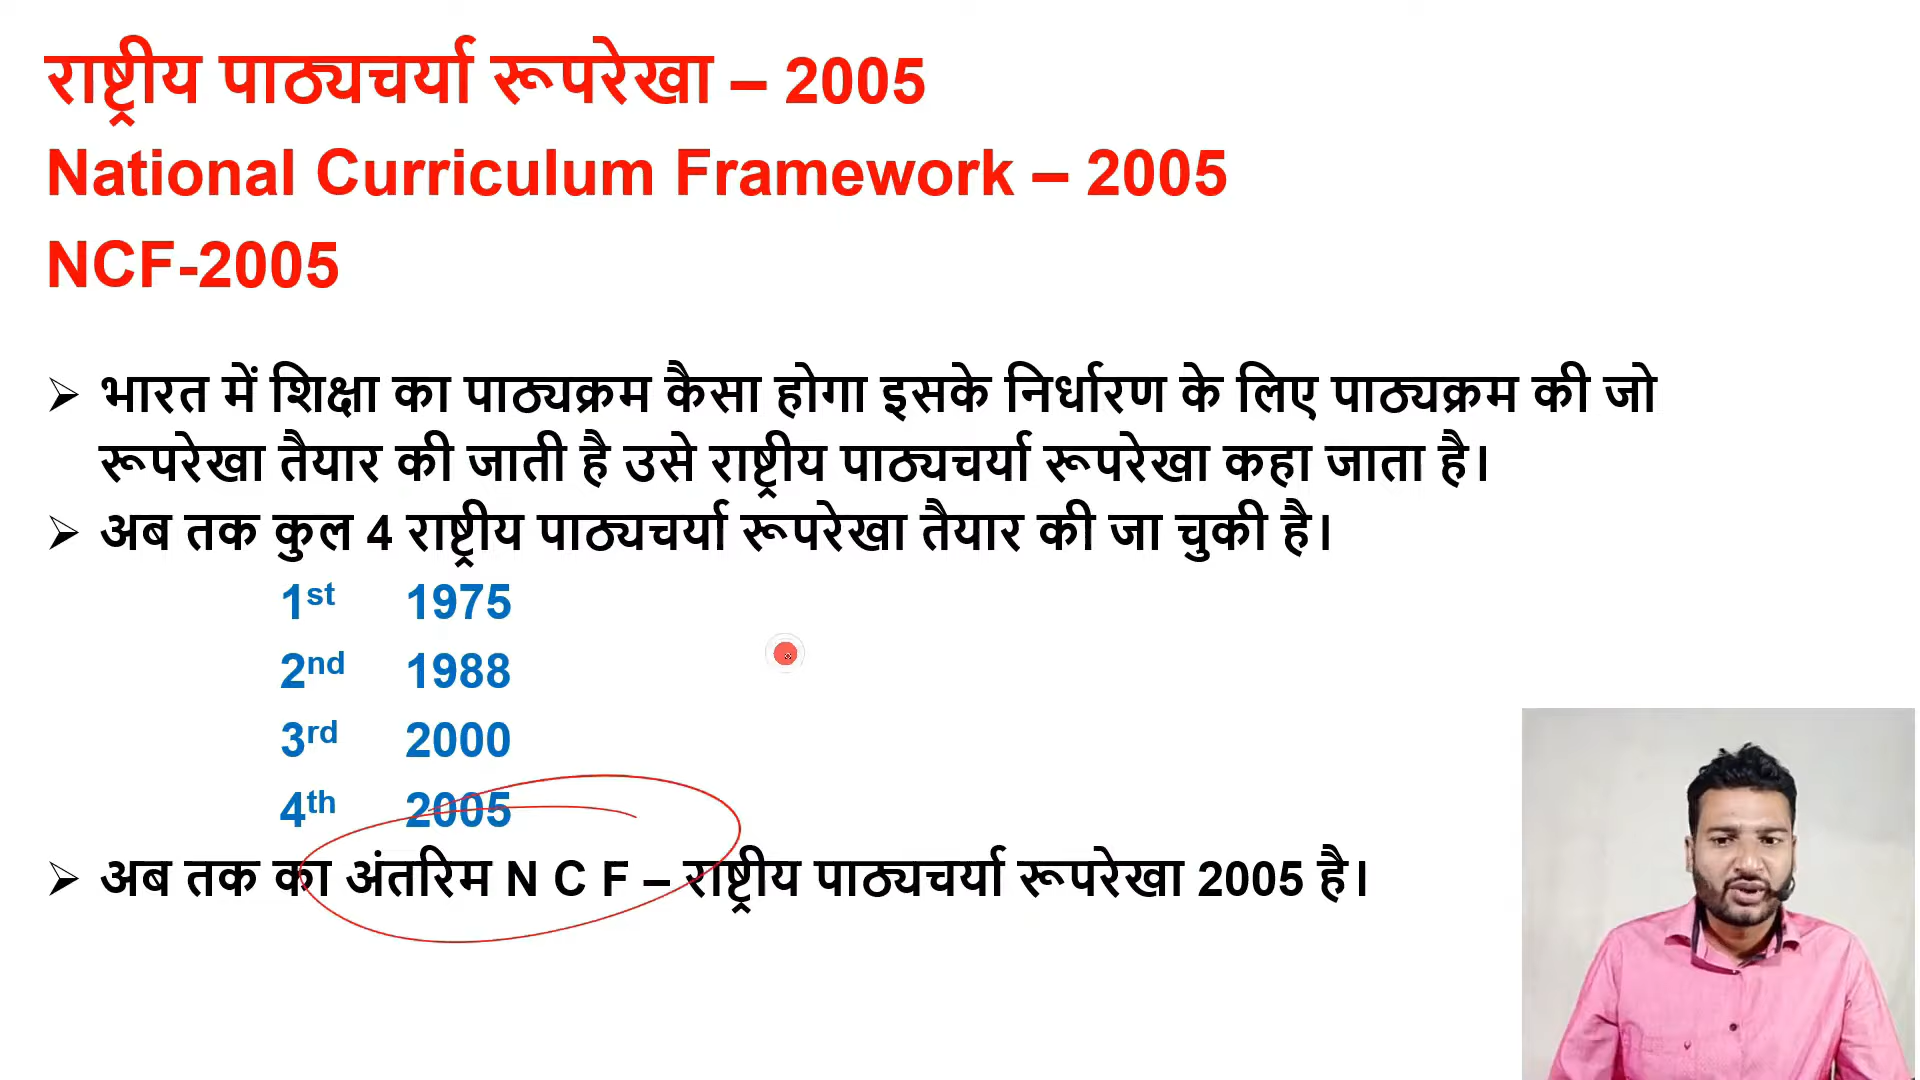 राष्ट्रीय पाठ्यचर्या रूपरेखा – 2005
National Curriculum Framework – 2005
NCF-2005
➢ भारत में शिक्षा का पाठ्यक्रम कैसा होगा इसके निर्धारण के लिए पाठ्यक्रम की जो
रूपरेखा तैयार की जाती है उसे राष्ट्रीय पाठ्यचर्या रूपरेखा कहा जाता है।
➢ अब तक कुल 4 राष्ट्रीय पाठ्यचर्या रूपरेखा तैयार की जा चुकी है।
1st 1975
2nd 1988
3rd 2000
4th 2005
➢ अब तक का अंतरिम N C F – राष्ट्रीय पाठ्यचर्या रूपरेखा 2005 है।